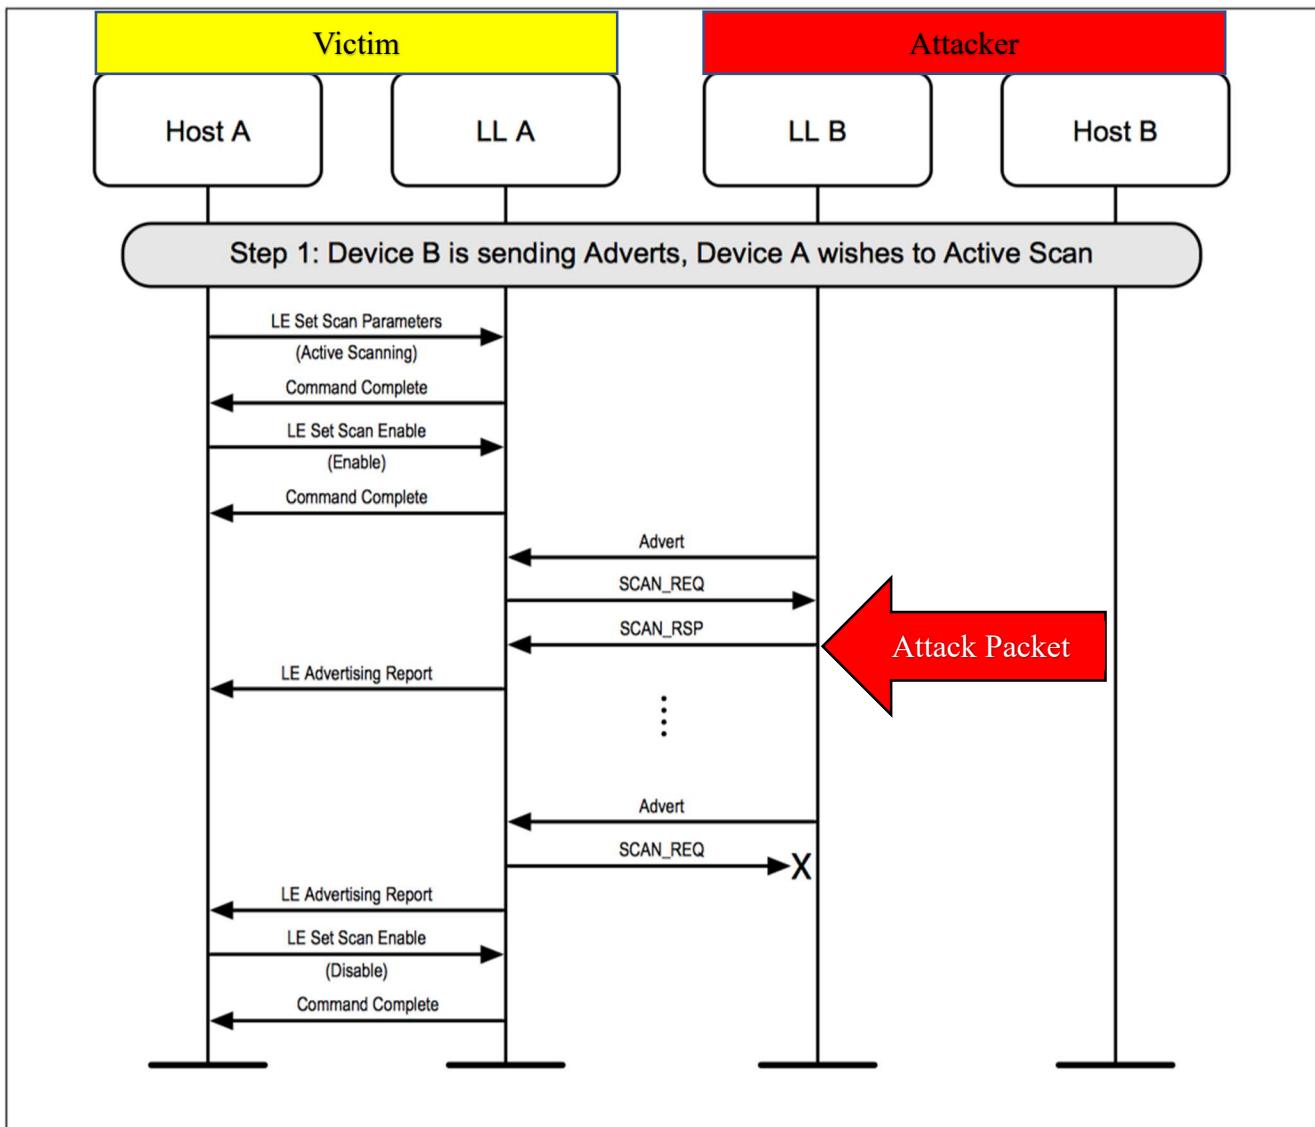 Victim
Attacker
Host A
LL A
LL B
Host B
Step 1: Device B is sending Adverts, Device A wishes to Active Scan
LE Set Scan Parameters
(Active Scanning)
Command Complete
LE Set Scan Enable
(Enable)
Command Complete
Advert
SCAN_REQ
SCAN_RSP
Attack Packet
LE Advertising Report
Advert
SCAN_REQ
X
LE Advertising Report
LE Set Scan Enable
(Disable)
Command Complete